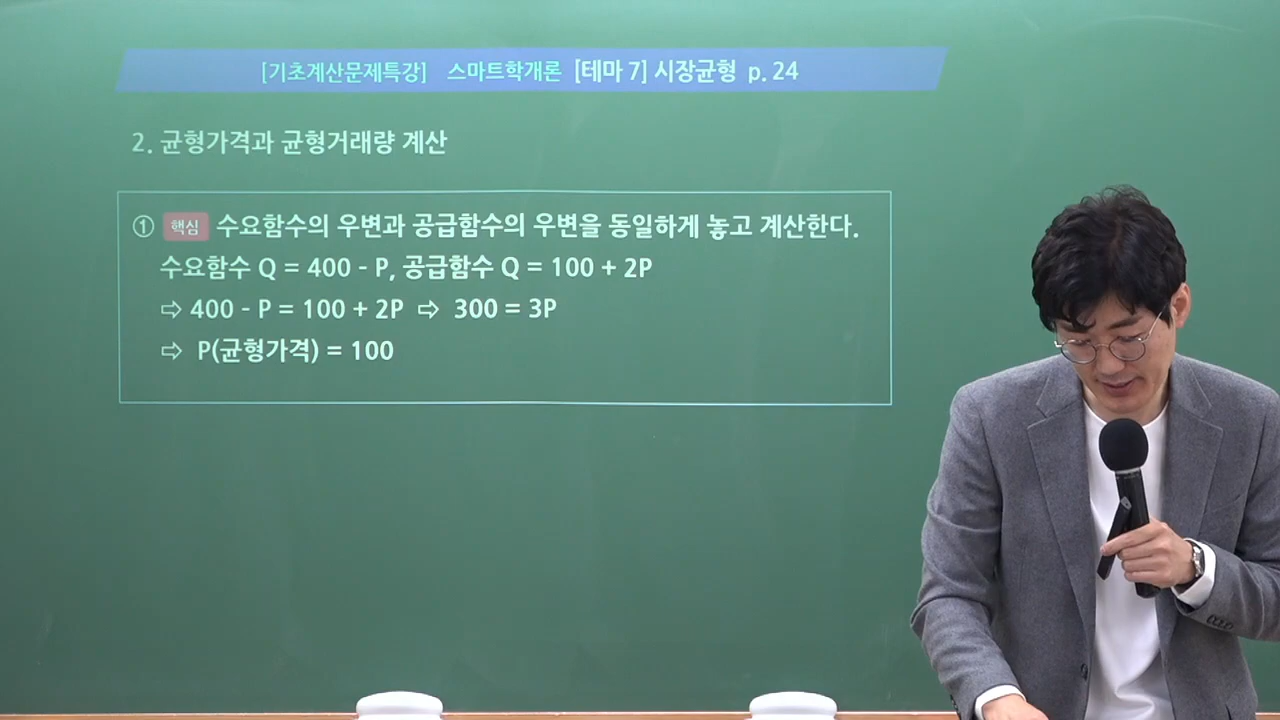 [기초계산문제특강] 스마트학개론 [테마 7] 시장균형 p. 24
2. 균형가격과 균형거래량 계산
① 핵심 수요함수의 우변과 공급함수의 우변을 동일하게 놓고 계산한다.
수요함수 Q = 400 - P, 공급함수 Q = 100 + 2P
⇨ 400 - P = 100 + 2P ⇨ 300 = 3P
⇨ P(균형가격) = 100